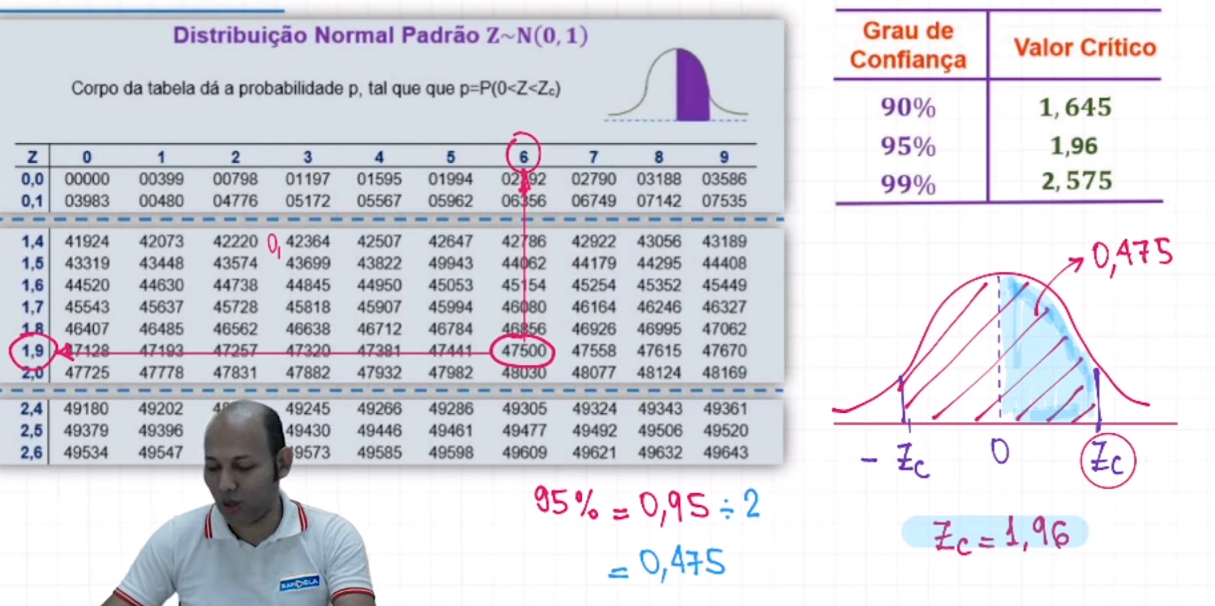 Distribuição Normal Padrão Z~N(0, 1)
Corpo da tabela dá a probabilidade p, tal que que p=P(0<Z<Zc)
Z 0 1 2 3 4 5 6 7 8 9
0,0 00000 00399 00798 01197 01595 01994 02392 02790 03188 03586
0,1 03983 00480 04776 05172 05567 05962 06356 06749 07142 07535
1,4 41924 42073 42220 0, 42364 42507 42647 42786 42922 43056 43189
1,5 43319 43448 43574 43699 43822 49943 44062 44179 44295 44408
1,6 44520 44630 44738 44845 44950 45053 45154 45254 45352 45449
1,7 45543 45637 45728 45818 45907 45994 46080 46164 46246 46327
1,8 46407 46485 46562 46638 46712 46784 46856 46926 46995 47062
1,9 47128 47193 47257 47320 47381 47441 47500 47558 47615 47670
2,0 47725 47778 47831 47882 47932 47982 48030 48077 48124 48169
2,4 49180 49202 49245 49266 49286 49305 49324 49343 49361
2,5 49379 49396 49430 49446 49461 49477 49492 49506 49520
2,6 49534 49547 49573 49585 49598 49609 49621 49632 49643
95% = 0,95 ÷ 2
= 0,475
Grau de
Confiança Valor Crítico
90% 1,645
95% 1,96
99% 2,575
0,475
- Zc 0 Zc
Zc = 1,96